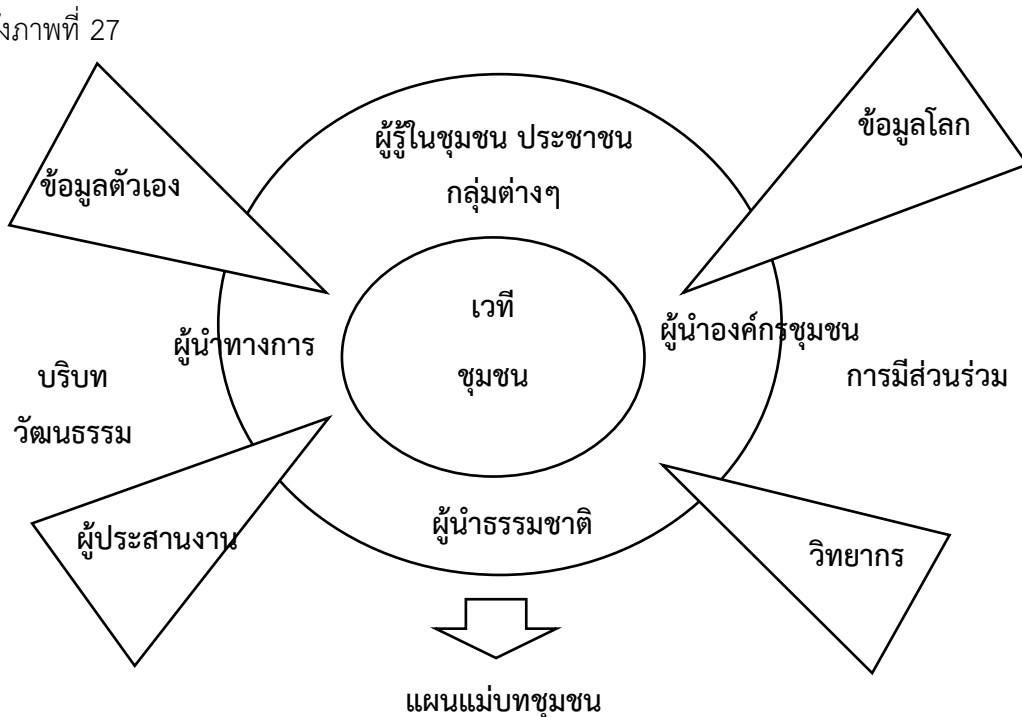 งภาพที่ 27
ผู้รู้ในชุมชน ประชาชน
กลุ่มต่างๆ
ข้อมูลโลก
ข้อมูลตัวเอง
เวที
ชุมชน
ผู้นำทางการ
ผู้นำองค์กรชุมชน
บริบท
วัฒนธรรม
การมีส่วนร่วม
ผู้นำธรรมชาติ
ผู้ประสานงาน
วิทยากร
แผนแม่บทชุมชน